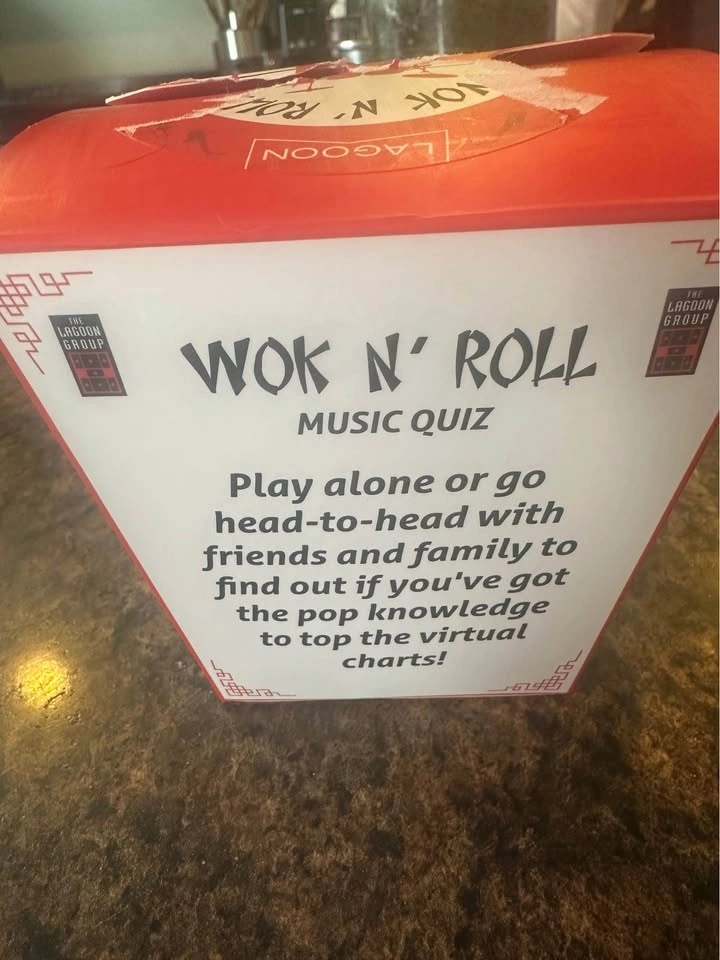 WOK N' ROLL
LAGOON
THE
LAGOON
GROUP
THE
LAGOON
GROUP
WOK N' ROLL
MUSIC QUIZ
Play alone or go
head-to-head with
friends and family to
find out if you've got
the pop knowledge
to top the virtual
charts!